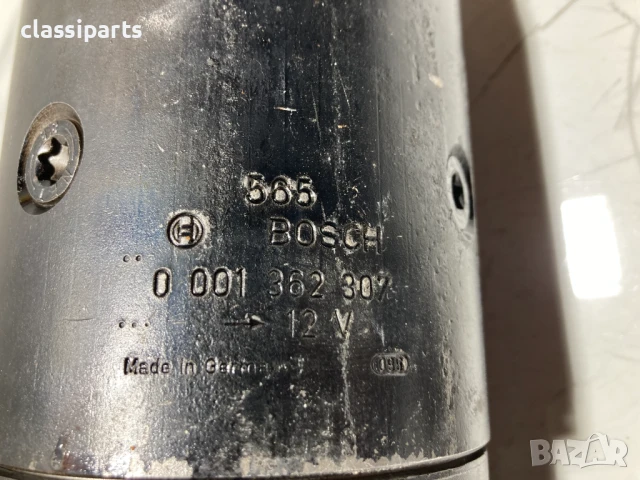 classiparts
565
BOSCH
0 001 362 307
12 V
Made in Germany
BAZAR